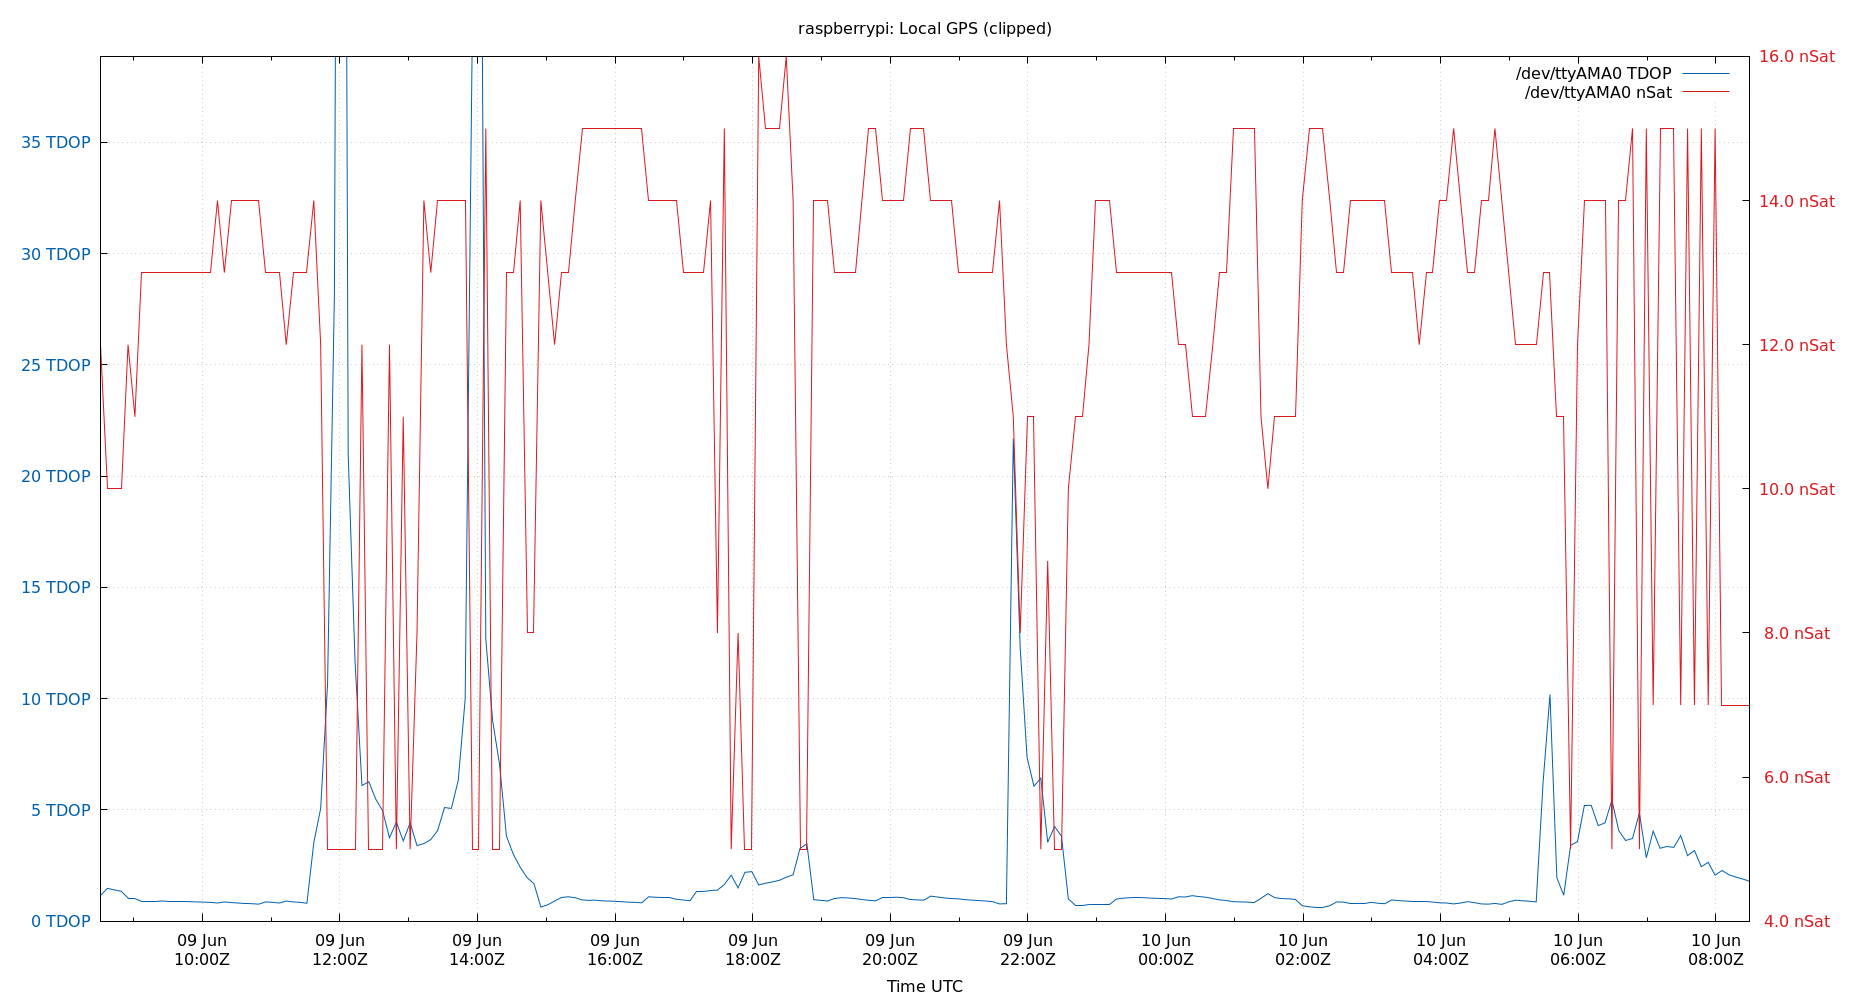 raspberrypi: Local GPS (clipped)
/dev/ttyAMA0 TDOP
/dev/ttyAMA0 nSat
35 TDOP
30 TDOP
25 TDOP
20 TDOP
15 TDOP
10 TDOP
5 TDOP
0 TDOP
16.0 nSat
14.0 nSat
12.0 nSat
10.0 nSat
8.0 nSat
6.0 nSat
4.0 nSat
09 Jun
10:00Z
09 Jun
12:00Z
09 Jun
14:00Z
09 Jun
16:00Z
09 Jun
18:00Z
09 Jun
20:00Z
09 Jun
22:00Z
10 Jun
00:00Z
10 Jun
02:00Z
10 Jun
04:00Z
10 Jun
06:00Z
10 Jun
08:00Z
Time UTC